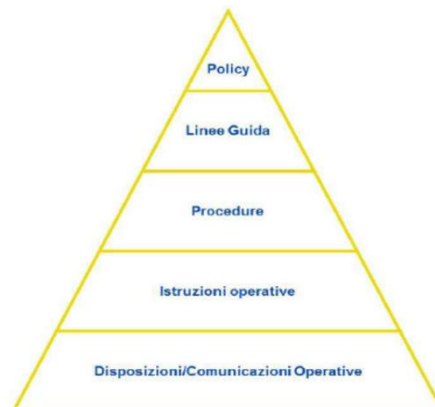 Policy
Linee Guida
Procedure
Istruzioni operative
Disposizioni/Comunicazioni Operative